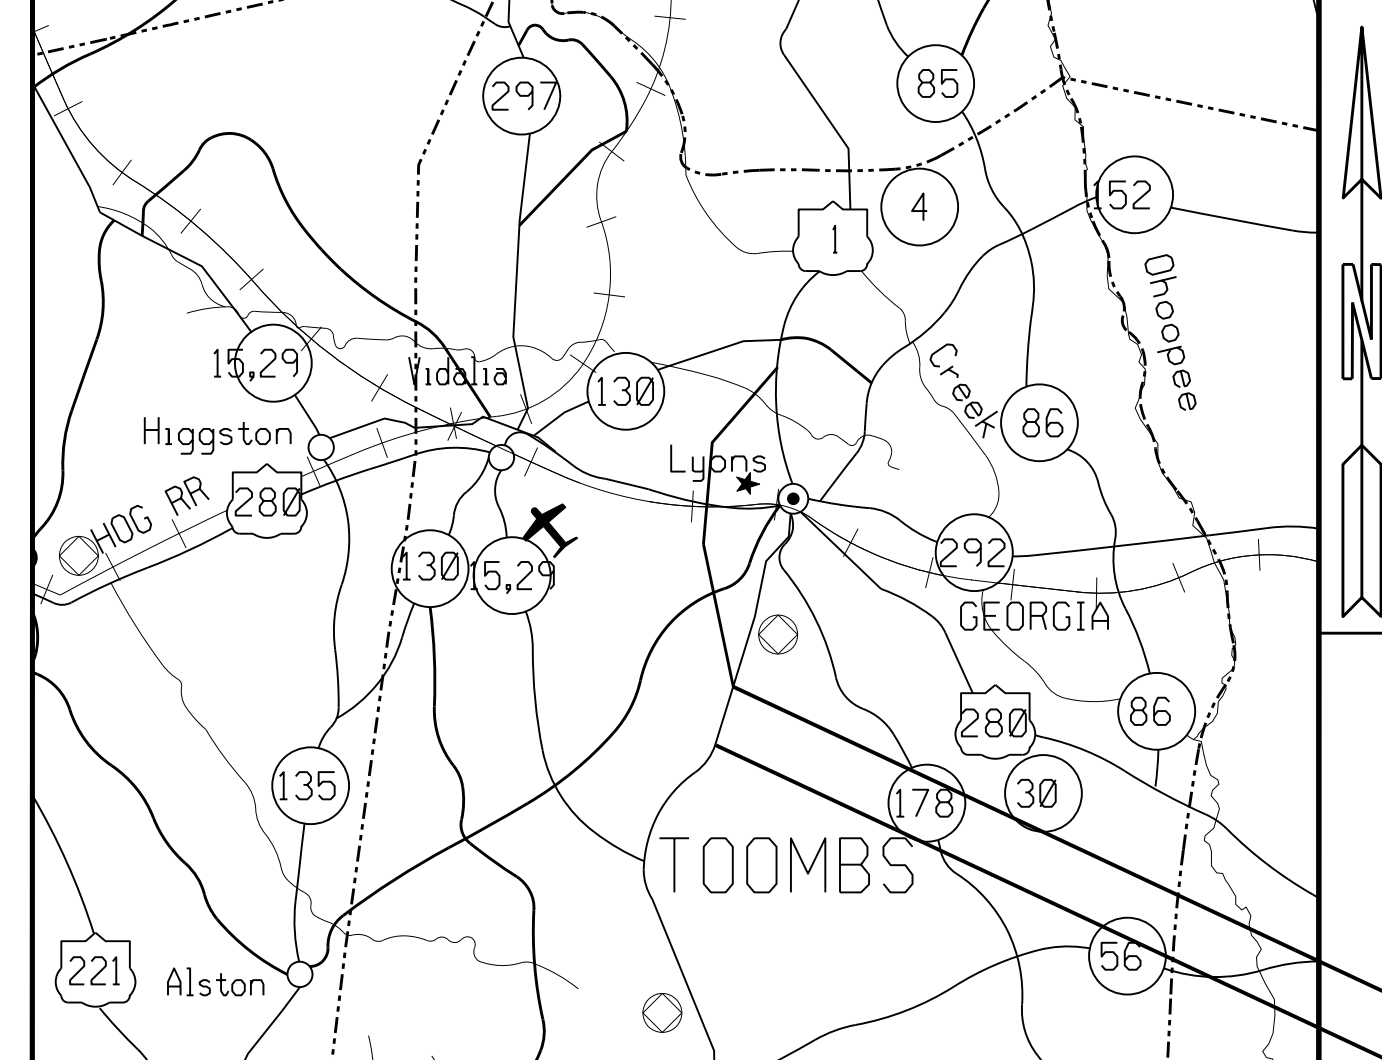 297
85
152
4
1
N
Ohoopee
15,29
Vidalia
130
Creek
86
Higgston
Lyons
280
HOG RR
292
130
15,29
GEORGIA
86
280
135
178
30
TOOMBS
56
221
Alston